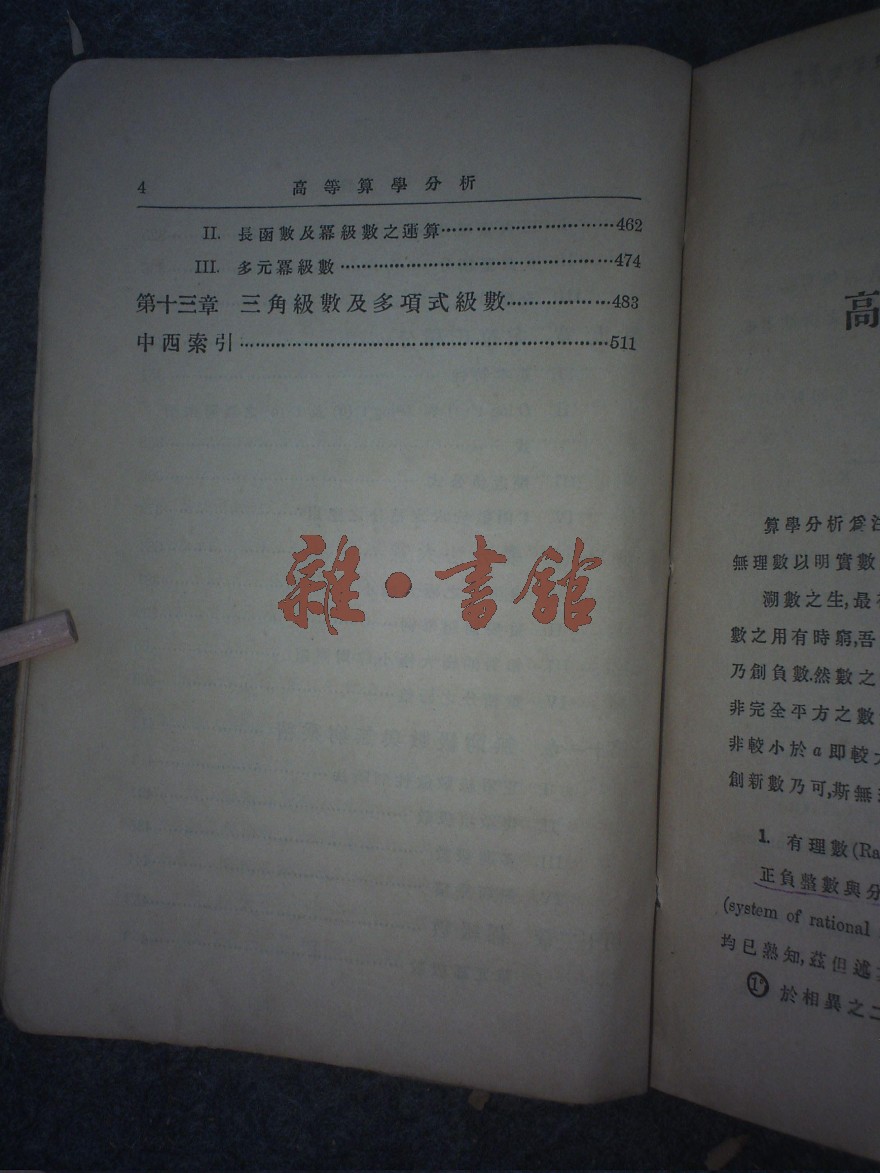 4 高等算學分析
II. 長函數及冪級數之運算………………………462
III. 多元冪級數………………………………………474
第十三章 三角級數及多項式級數………………483
中西索引……………………………………………………511
雜·書館
高
算學分析爲注
無理數以明實數
溯數之生,最
數之用有時窮,吾
乃創負數.然數之
非完全平方之數
非較小於a卽較
創新數乃可,斯無
1. 有理數(Ra
正負整數與分
(system of rational
均已熟知,茲但述
1° 於相異之二